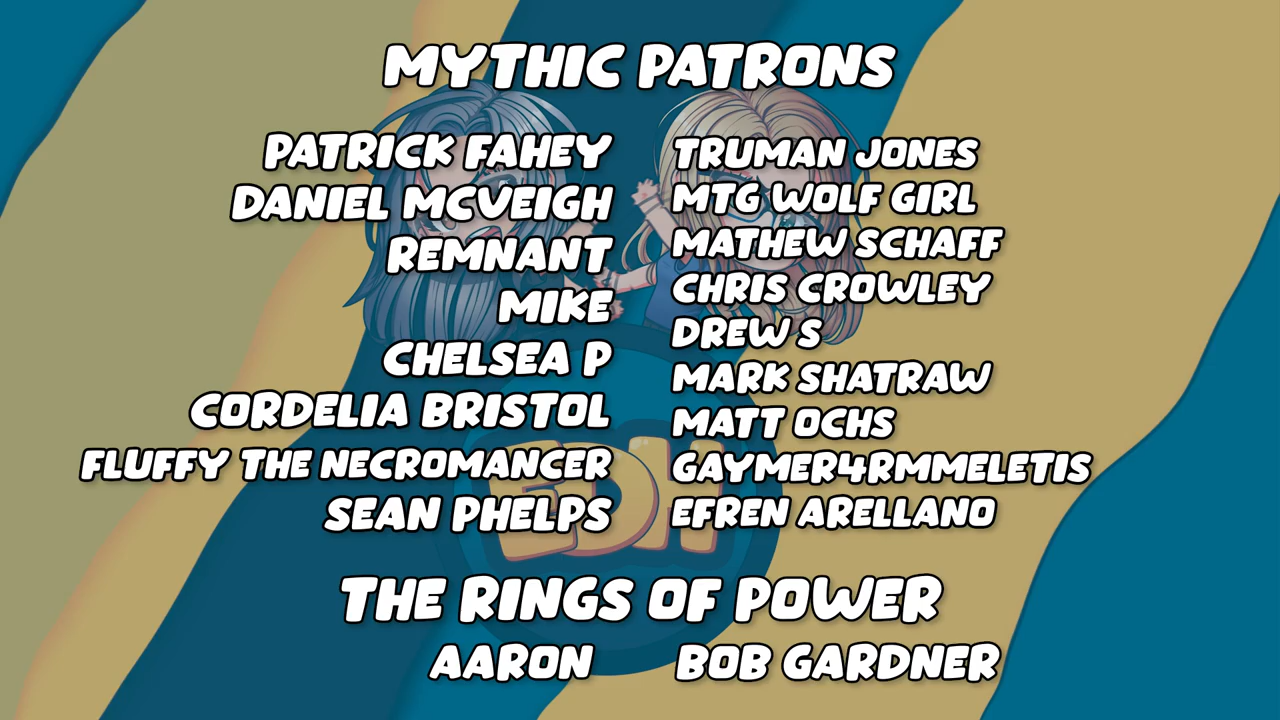 MYTHIC PATRONS
PATRICK FAHEY
DANIEL MCVEIGH
REMNANT
MIKE
CHELSEA P
CORDELIA BRISTOL
FLUFFY THE NECROMANCER
SEAN PHELPS
TRUMAN JONES
MTG WOLF GIRL
MATHEW SCHAFF
CHRIS CROWLEY
DREW S
MARK SHATRAW
MATT OCHS
GAYMER4RMMELETIS
EFREN ARELLANO
EDH
THE RINGS OF POWER
AARON
BOB GARDNER